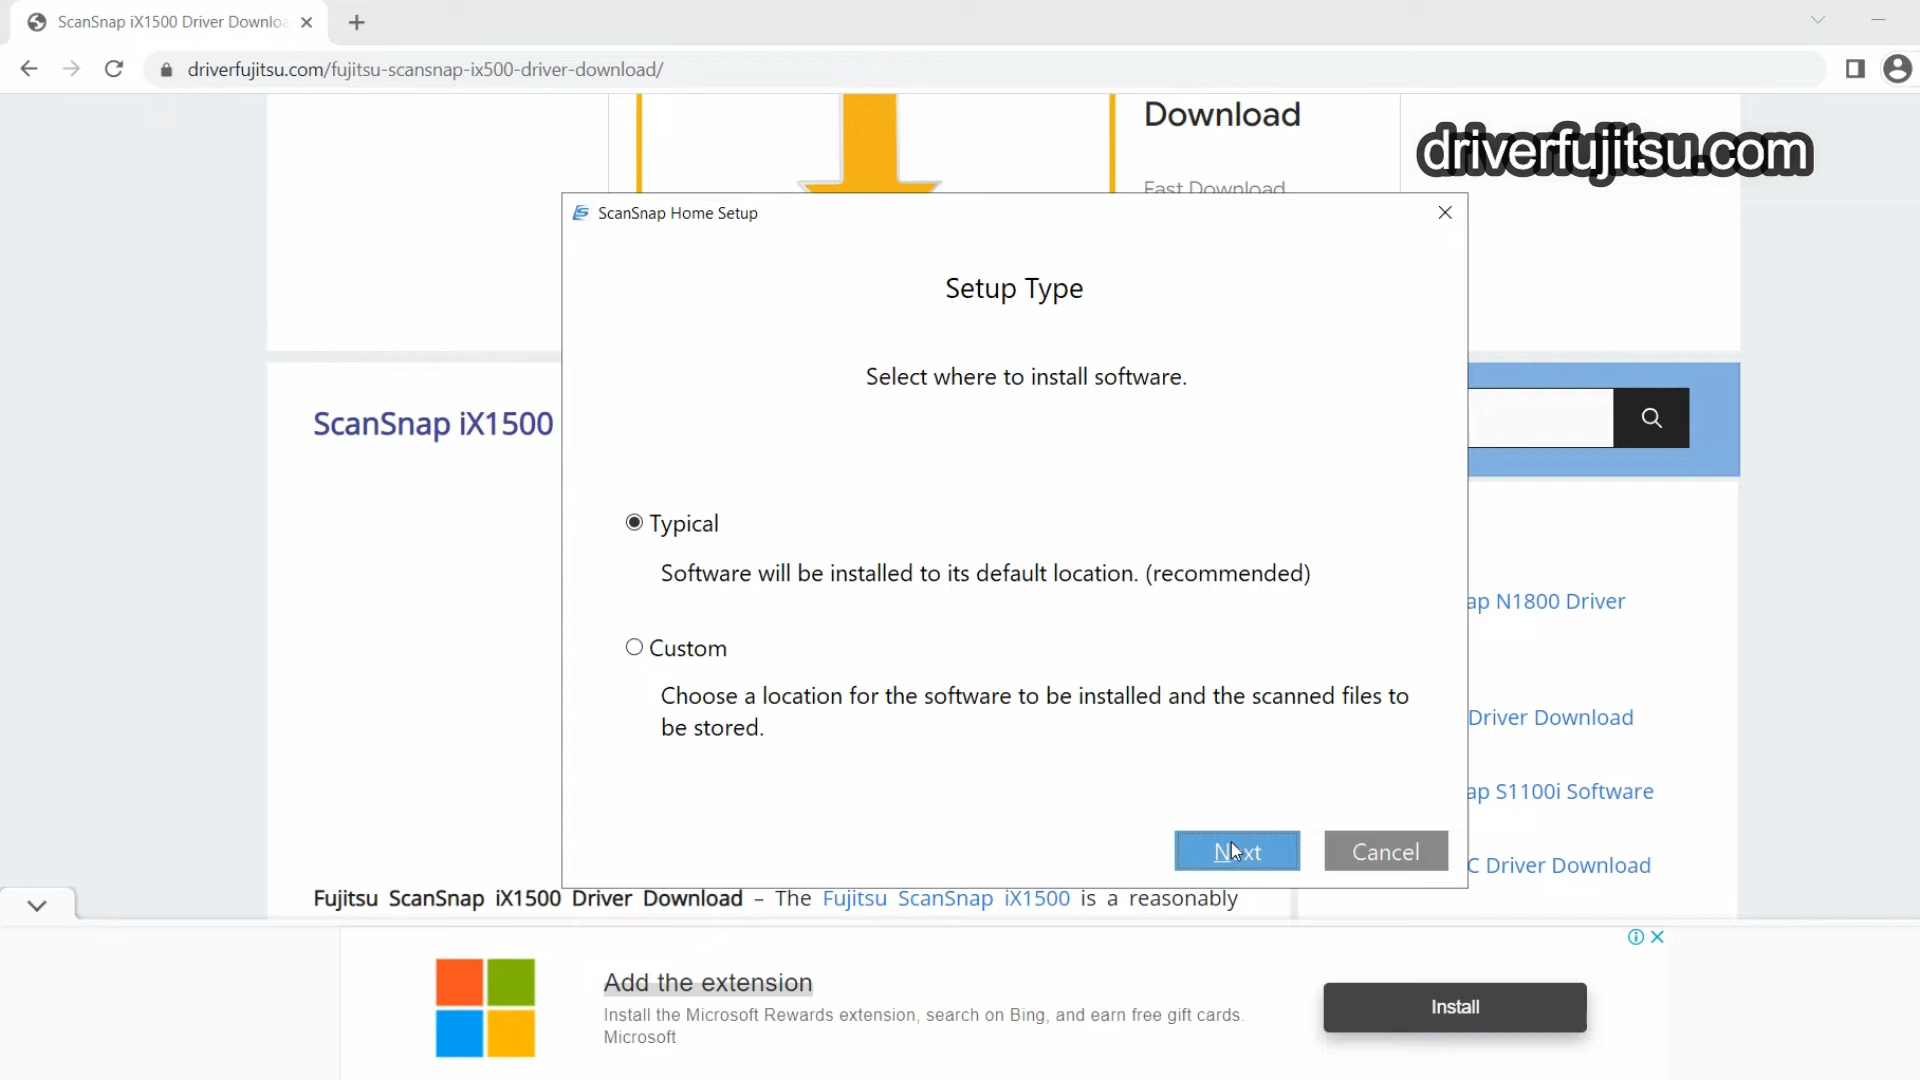 ScanSnap iX1500 Driver Downloa
driverfujitsu.com/fujitsu-scansnap-ix500-driver-download/
Download
driverfujitsu.com
Fast Download
ScanSnap Home Setup
Setup Type
Select where to install software.
ScanSnap iX1500
Typical
Software will be installed to its default location. (recommended)
ap N1800 Driver
Custom
Choose a location for the software to be installed and the scanned files to
be stored.
Driver Download
ap S1100i Software
Next
Cancel
C Driver Download
Fujitsu ScanSnap iX1500 Driver Download – The Fujitsu ScanSnap iX1500 is a reasonably
Add the extension
Install the Microsoft Rewards extension, search on Bing, and earn free gift cards.
Microsoft
Install